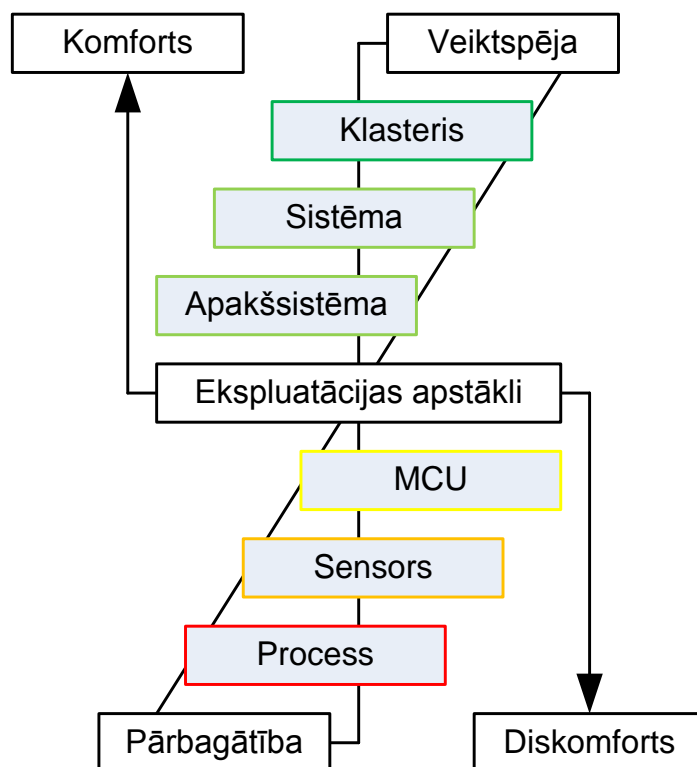 Komforts
Veiktspēja
Klasteris
Sistēma
Apakšsistēma
Ekspluatācijas apstākli
MCU
Sensors
Process
Pārbagātība
Diskomforts